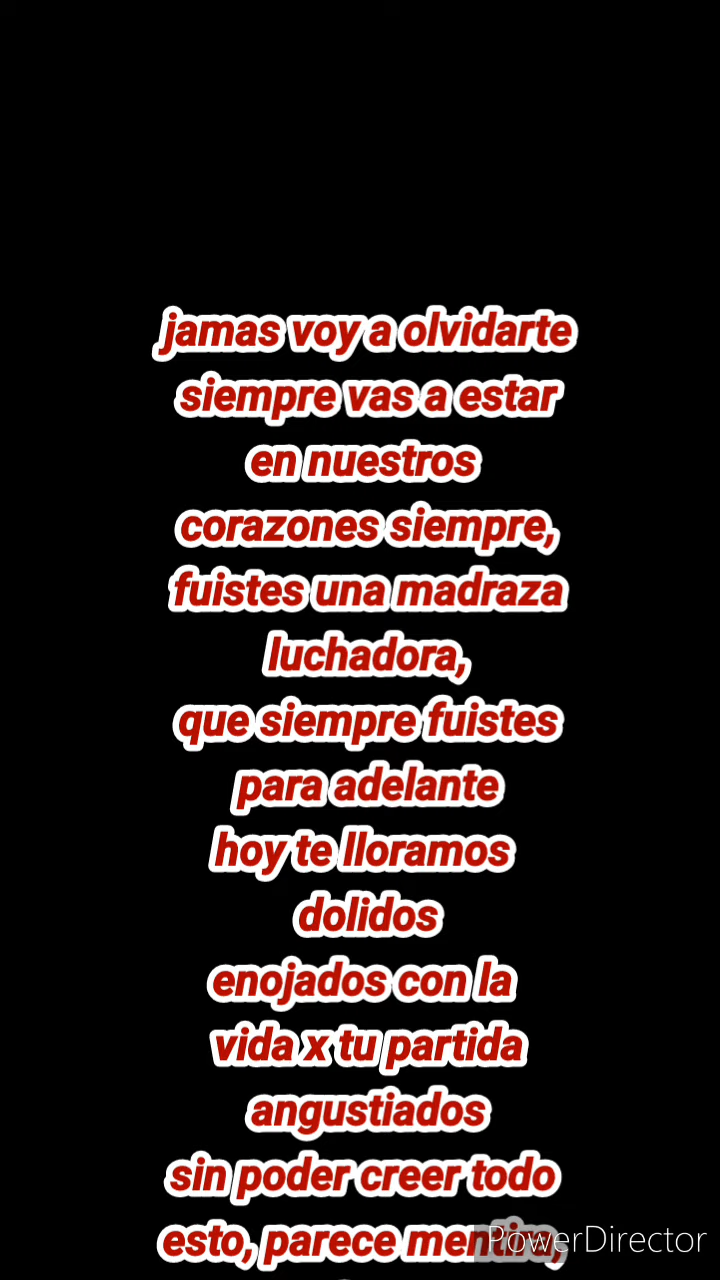 jamas voy a olvidarte
siempre vas a estar
en nuestros
corazones siempre,
fuistes una madraza
luchadora,
que siempre fuistes
para adelante
hoy te lloramos
dolidos
enojados con la
vida x tu partida
angustiados
sin poder creer todo
esto, parece mentira,
PowerDirector